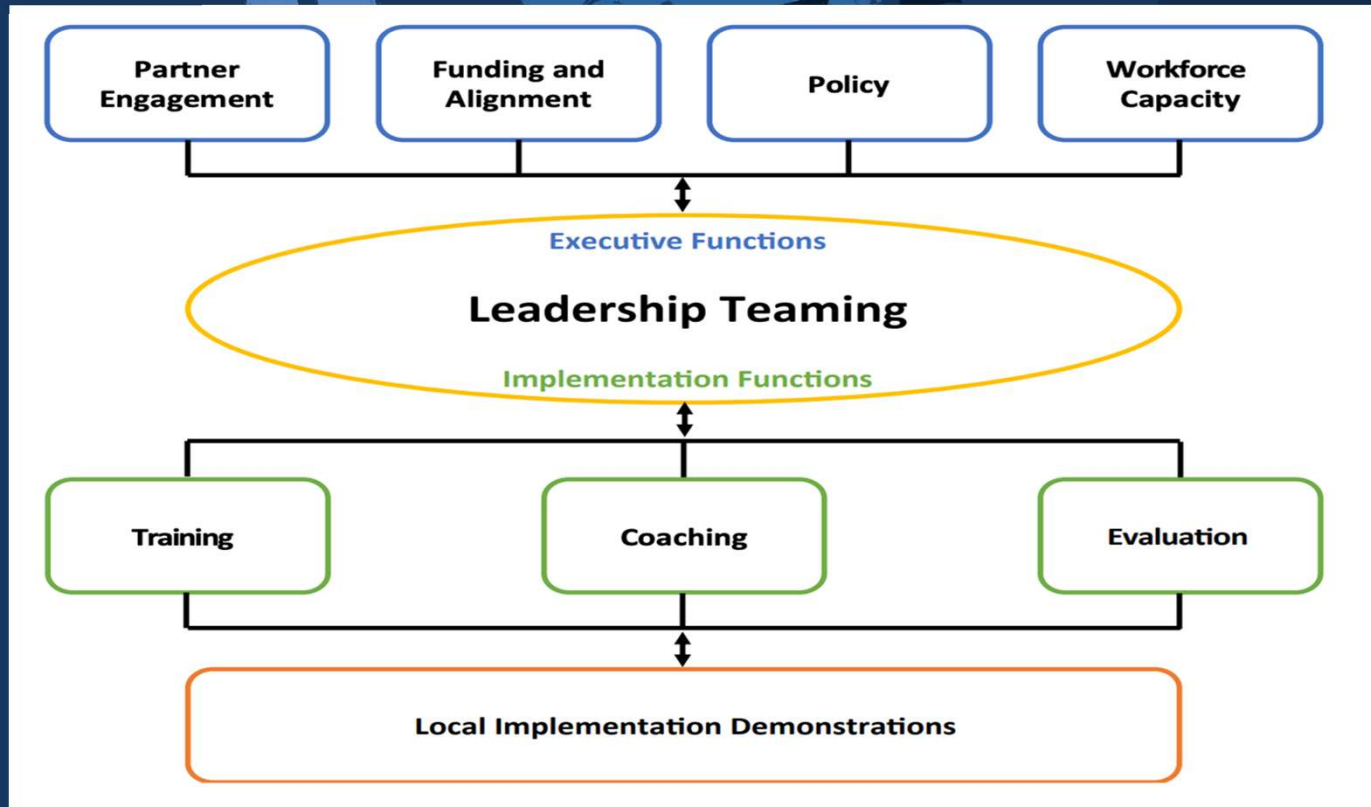 Partner
Engagement
Funding and
Alignment
Policy
Workforce
Capacity
Executive Functions
Leadership Teaming
Implementation Functions
Training
Coaching
Evaluation
Local Implementation Demonstrations